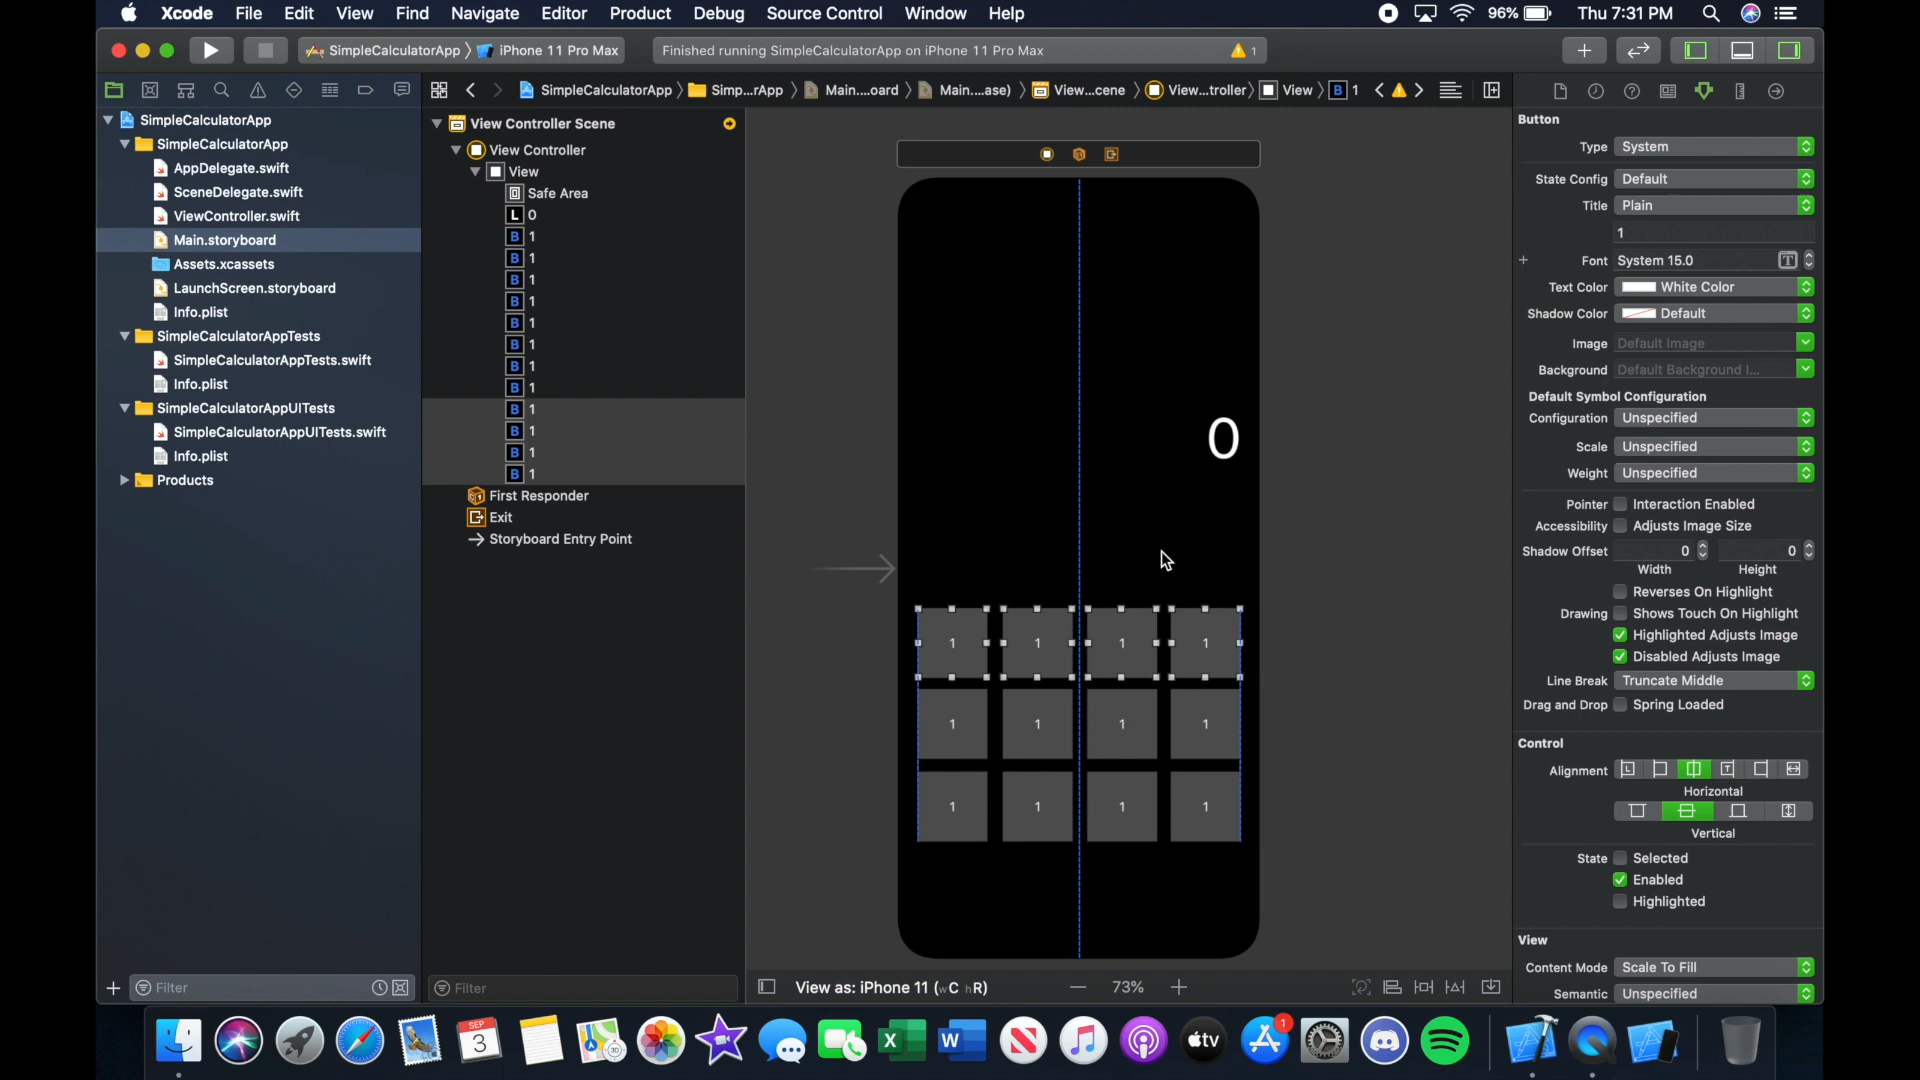 Xcode File Edit View Find Navigate Editor Product Debug Source Control Window Help 96% Thu 7:31 PM
SimpleCalculatorApp iPhone 11 Pro Max
Finished running SimpleCalculatorApp on iPhone 11 Pro Max
1
SimpleCalculatorApp
SimpleCalculatorApp
AppDelegate.swift
SceneDelegate.swift
ViewController.swift
Main.storyboard
Assets.xcassets
LaunchScreen.storyboard
Info.plist
SimpleCalculatorAppTests
SimpleCalculatorAppTests.swift
Info.plist
SimpleCalculatorAppUITests
SimpleCalculatorAppUITests.swift
Info.plist
Products
Filter
SimpleCalculatorApp Simp...rApp Main....oard Main....ase) View...cene View...troller View B 1
View Controller Scene
View Controller
View
Safe Area
L 0
B 1
B 1
B 1
B 1
B 1
B 1
B 1
B 1
B 1
B 1
B 1
B 1
First Responder
Exit
Storyboard Entry Point
Filter
0
1 1 1 1
1 1 1 1
1 1 1 1
View as: iPhone 11 (wC hR)
73%
Button
Type System
State Config Default
Title Plain
1
Font System 15.0
Text Color White Color
Shadow Color Default
Image Default Image
Background Default Background I...
Default Symbol Configuration
Configuration Unspecified
Scale Unspecified
Weight Unspecified
Pointer Interaction Enabled
Accessibility Adjusts Image Size
Shadow Offset 0 0
Width Height
Reverses On Highlight
Drawing Shows Touch On Highlight
Highlighted Adjusts Image
Disabled Adjusts Image
Line Break Truncate Middle
Drag and Drop Spring Loaded
Control
Alignment
Horizontal
Vertical
State Selected
Enabled
Highlighted
View
Content Mode Scale To Fill
Semantic Unspecified
SEP
3
X
W
tv
1